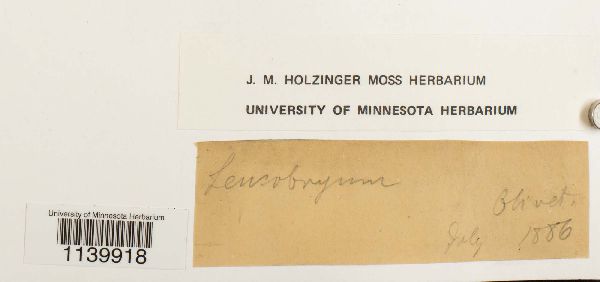 J. M. HOLZINGER MOSS HERBARIUM
UNIVERSITY OF MINNESOTA HERBARIUM
Leucobryum
Olivet.
July 1886
University of Minnesota Herbarium
1139918